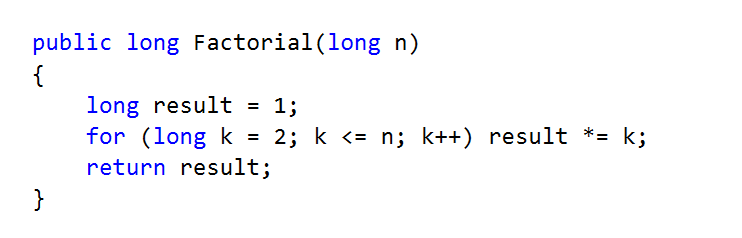 public long Factorial(long n)
{
    long result = 1;
    for (long k = 2; k <= n; k++) result *= k;
    return result;
}